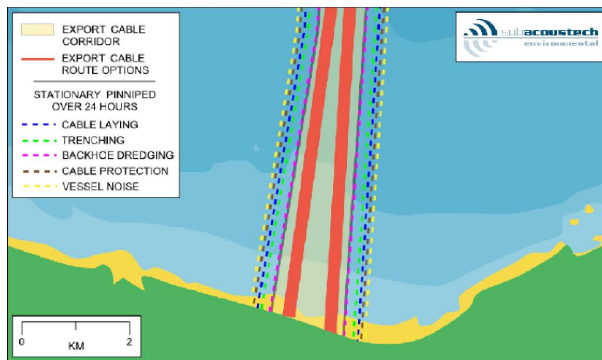 EXPORT CABLE
CORRIDOR
EXPORT CABLE
ROUTE OPTIONS
STATIONARY PINNIPED
OVER 24 HOURS
CABLE LAYING
TRENCHING
BACKHOE DREDGING
CABLE PROTECTION
VESSEL NOISE
subacoustech
environmental
0 2
KM